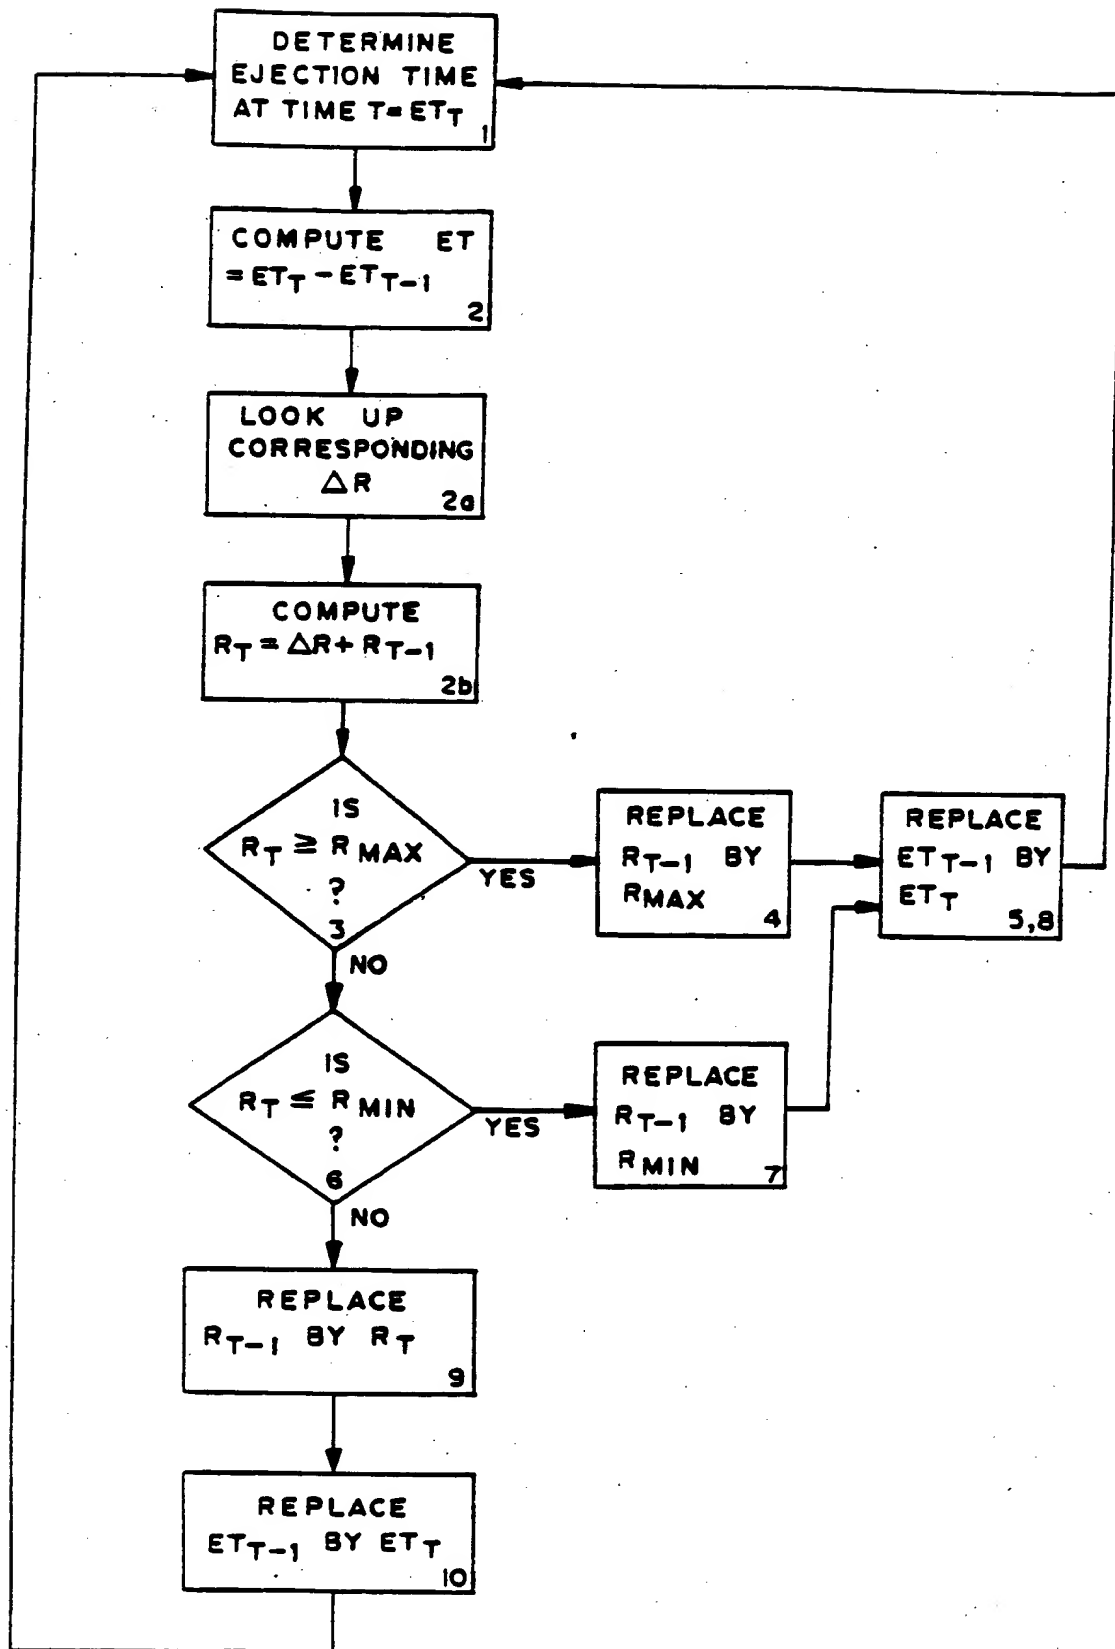 DETERMINE
EJECTION TIME
AT TIME T=ET_T
1
COMPUTE ET
=ET_T-ET_T-1
2
LOOK UP
CORRESPONDING
△R
2a
COMPUTE
R_T=△R+R_T-1
2b
IS
R_T ≥ R_MAX
?
3
YES
NO
REPLACE
R_T-1 BY
R_MAX
4
REPLACE
ET_T-1 BY
ET_T
5,8
IS
R_T ≤ R_MIN
?
6
YES
NO
REPLACE
R_T-1 BY
R_MIN
7
REPLACE
R_T-1 BY R_T
9
REPLACE
ET_T-1 BY ET_T
10